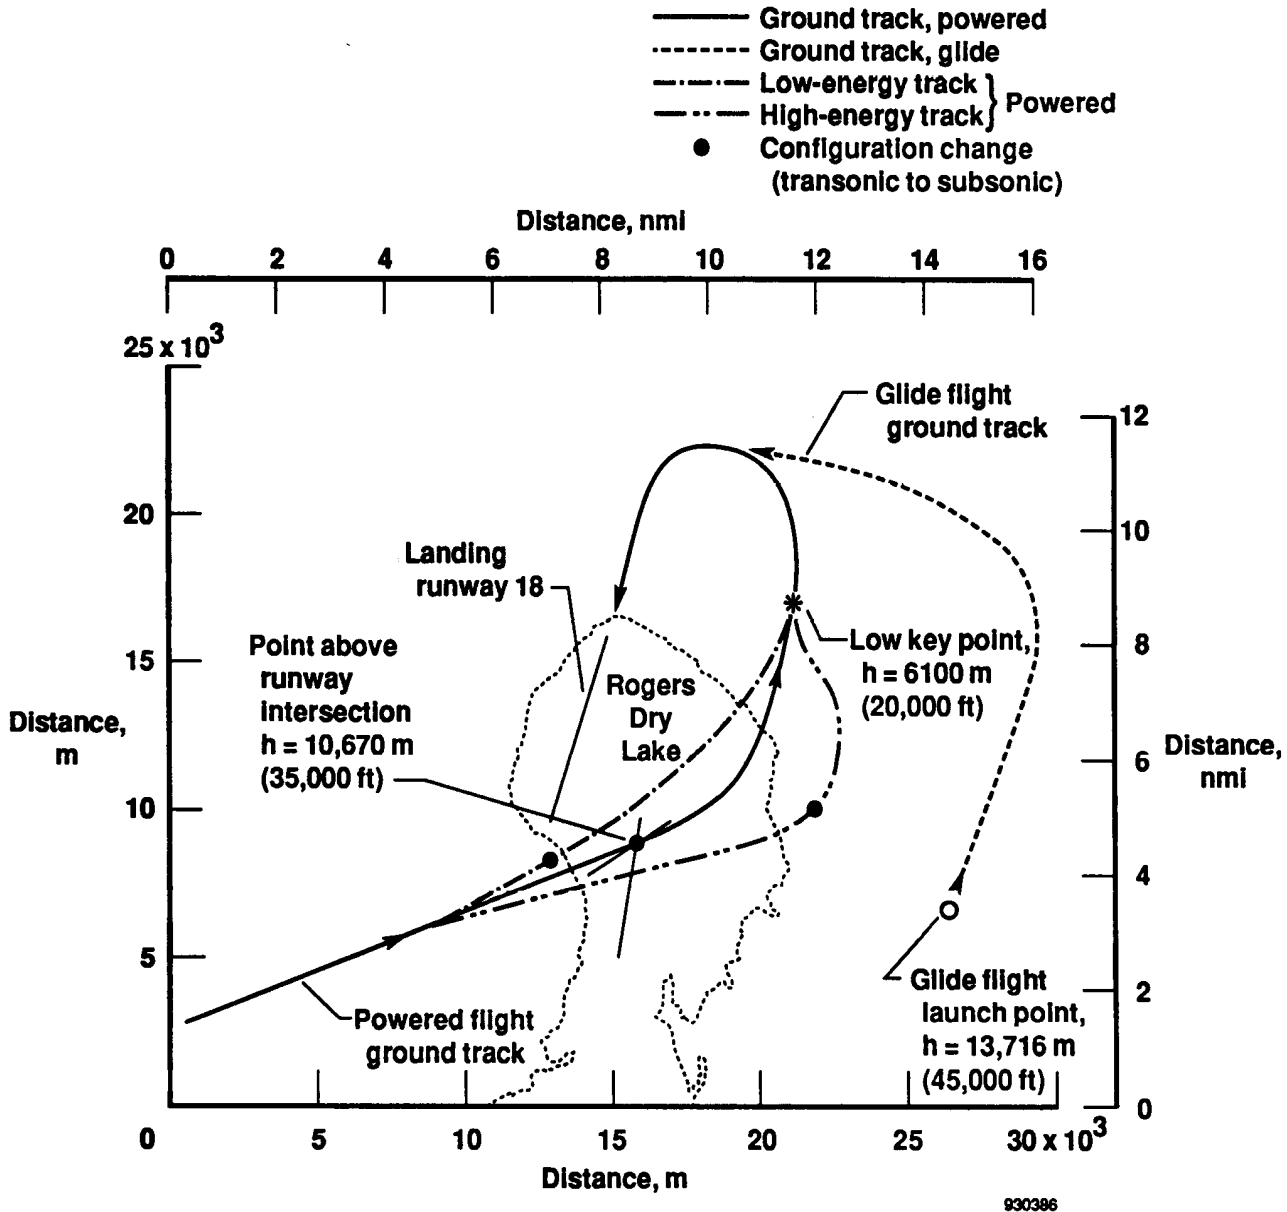 Ground track, powered
Ground track, glide
Low-energy track
High-energy track
Powered
Configuration change
(transonic to subsonic)
Distance, nmi
0 2 4 6 8 10 12 14 16
25 x 10³
20
15
10
5
0
Distance,
m
Glide flight
ground track
Landing
runway 18
Point above
runway
intersection
h = 10,670 m
(35,000 ft)
Rogers
Dry
Lake
Low key point,
h = 6100 m
(20,000 ft)
12
10
8
6
4
2
0
Distance,
nmi
Powered flight
ground track
Glide flight
launch point,
h = 13,716 m
(45,000 ft)
5 10 15 20 25 30 x 10³
Distance, m
930386